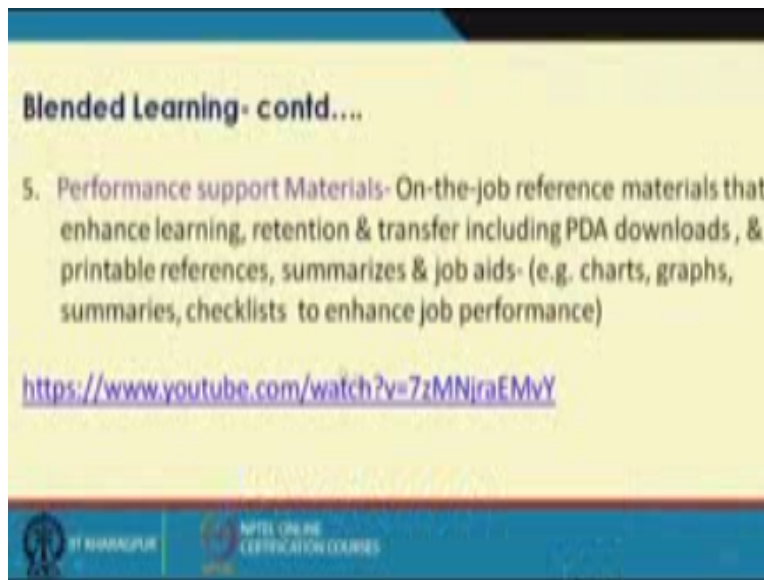 Blended Learning- contd....
5. Performance support Materials- On-the-job reference materials that
enhance learning, retention & transfer including PDA downloads , &
printable references, summarizes & job aids- (e.g. charts, graphs,
summaries, checklists to enhance job performance)
https://www.youtube.com/watch?v=7zMNjraEMvY
IIT KHARAGPUR
NPTEL ONLINE
CERTIFICATION COURSES